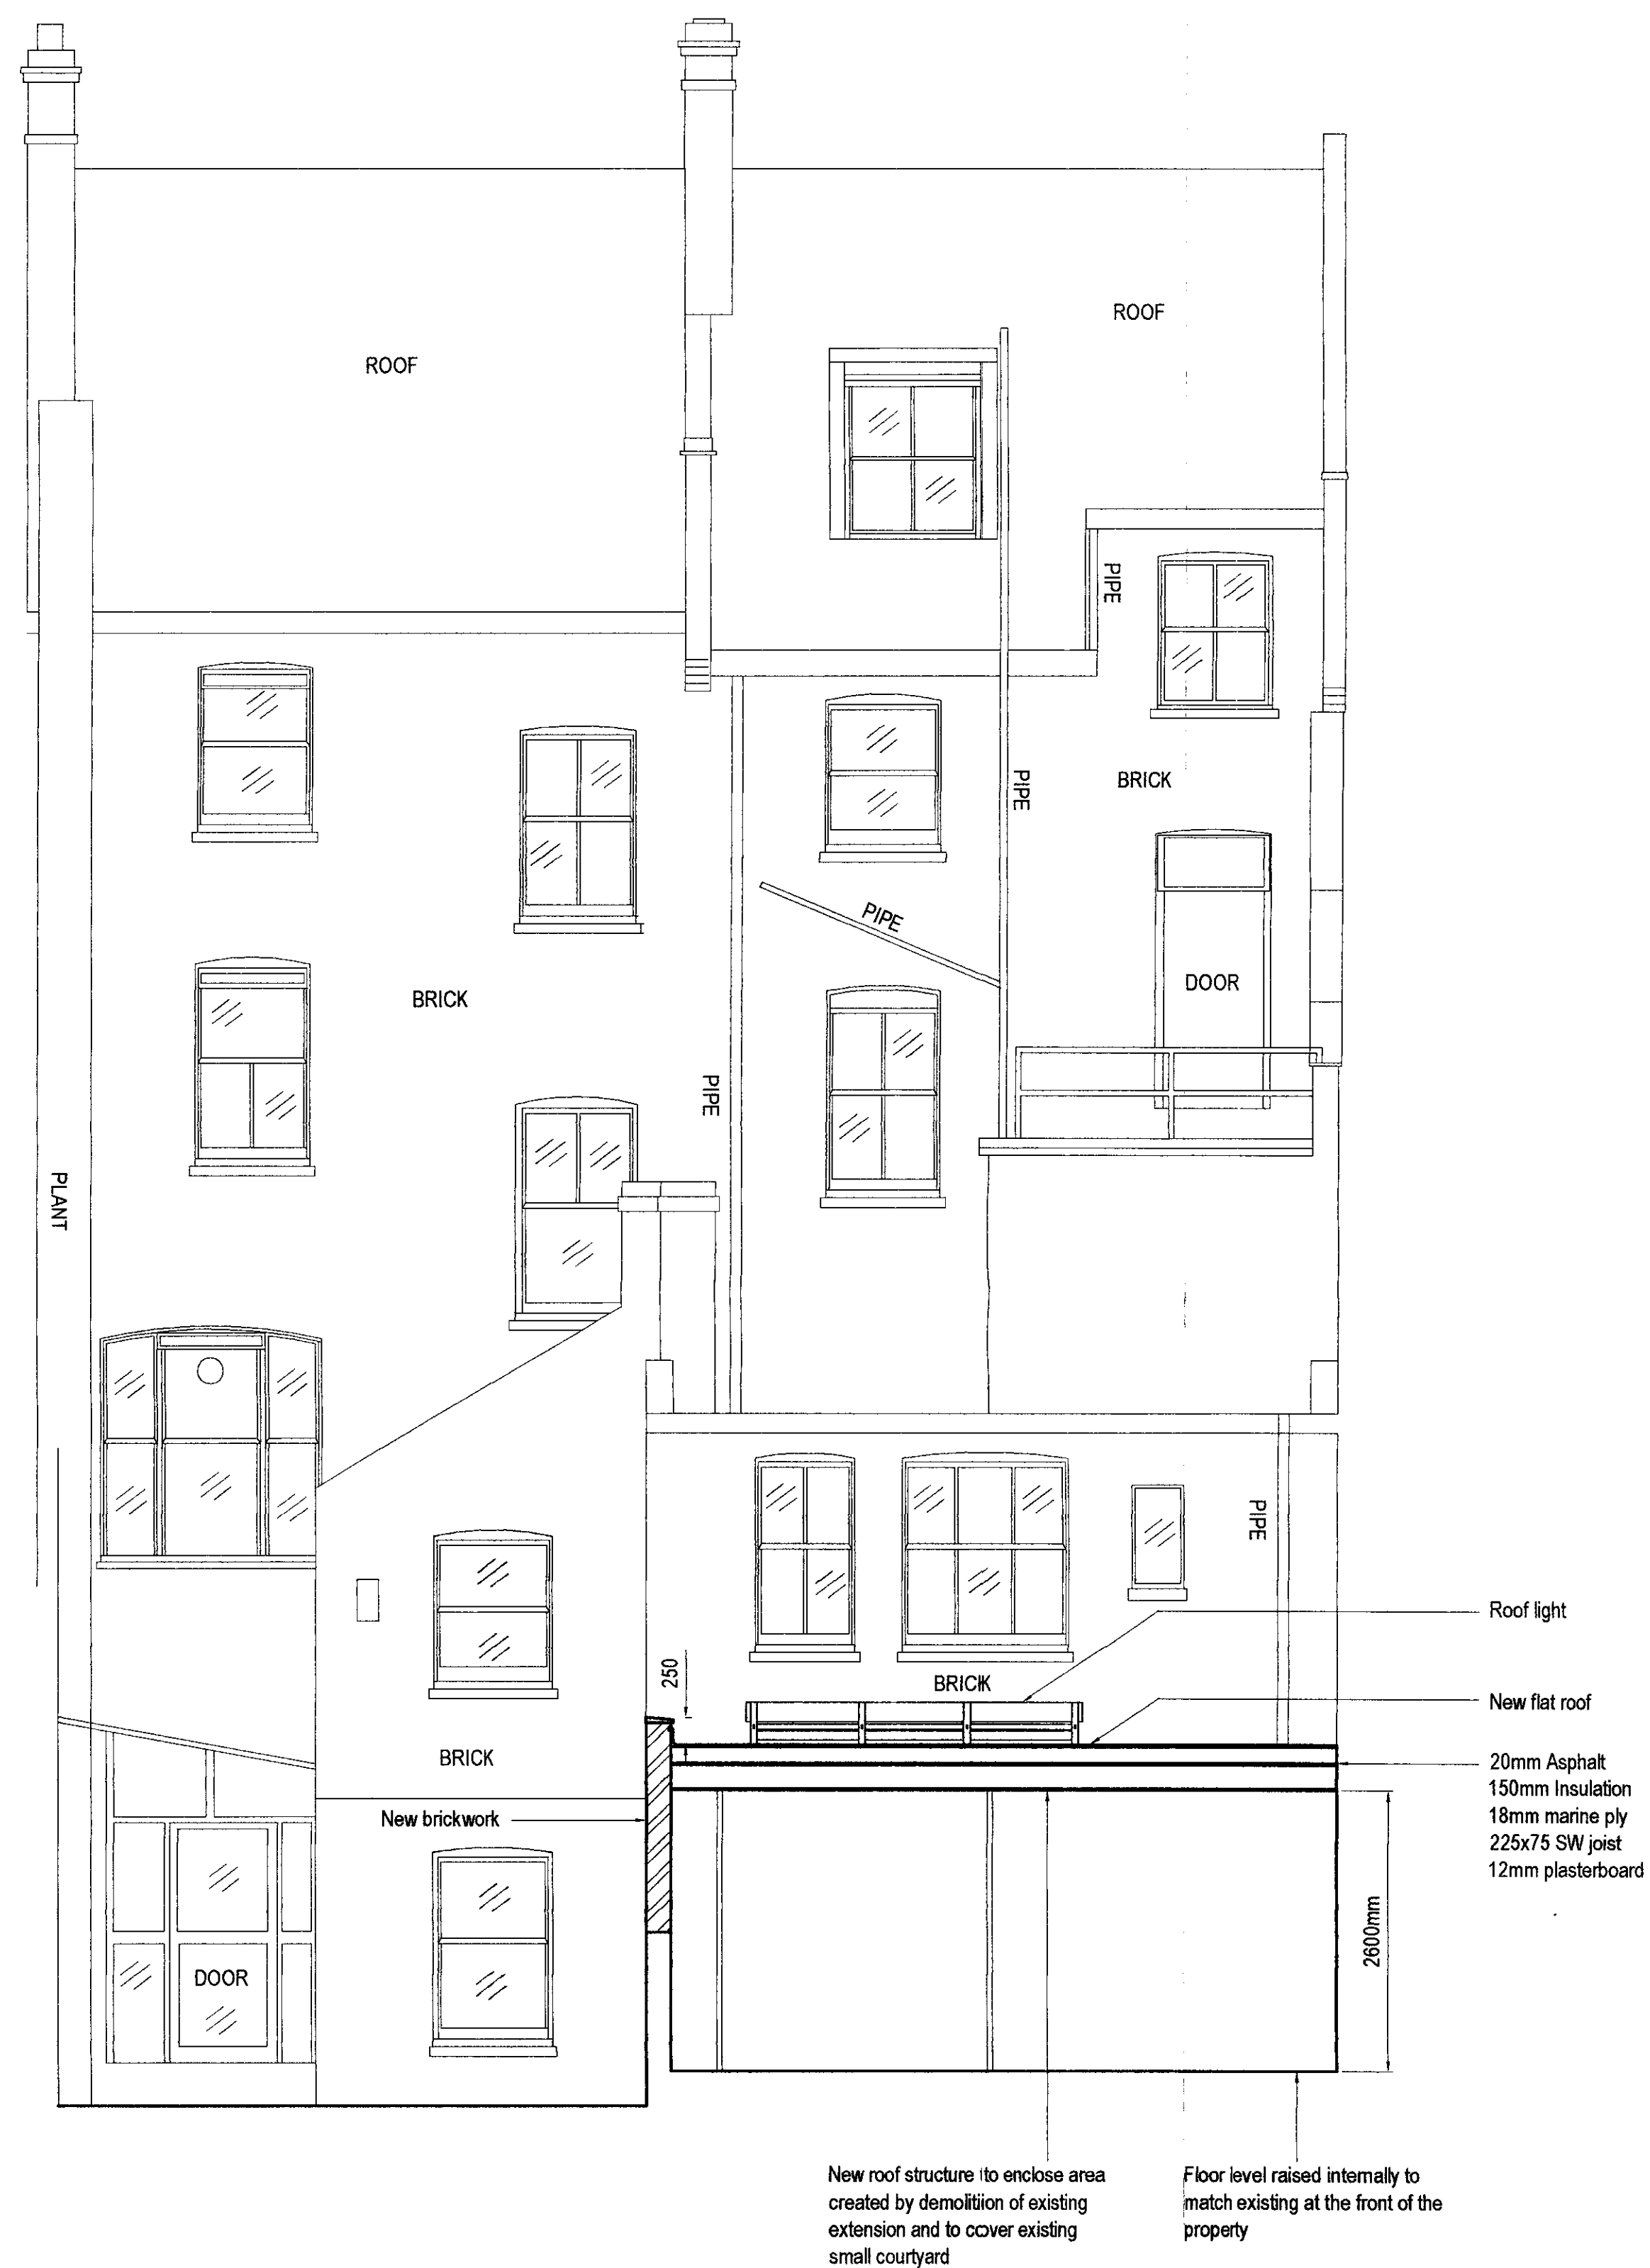 ROOF
ROOF
PIPE
PIPE
BRICK
PIPE
DOOR
BRICK
PIPE
PLANT
PIPE
Roof light
250
BRICK
New flat roof
BRICK
20mm Asphalt
150mm Insulation
18mm marine ply
225x75 SW joist
12mm plasterboard
New brickwork
2600mm
DOOR
New roof structure to enclose area
created by demolitiion of existing
extension and to cover existing
small courtyard
Floor level raised internally to
match existing at the front of the
property